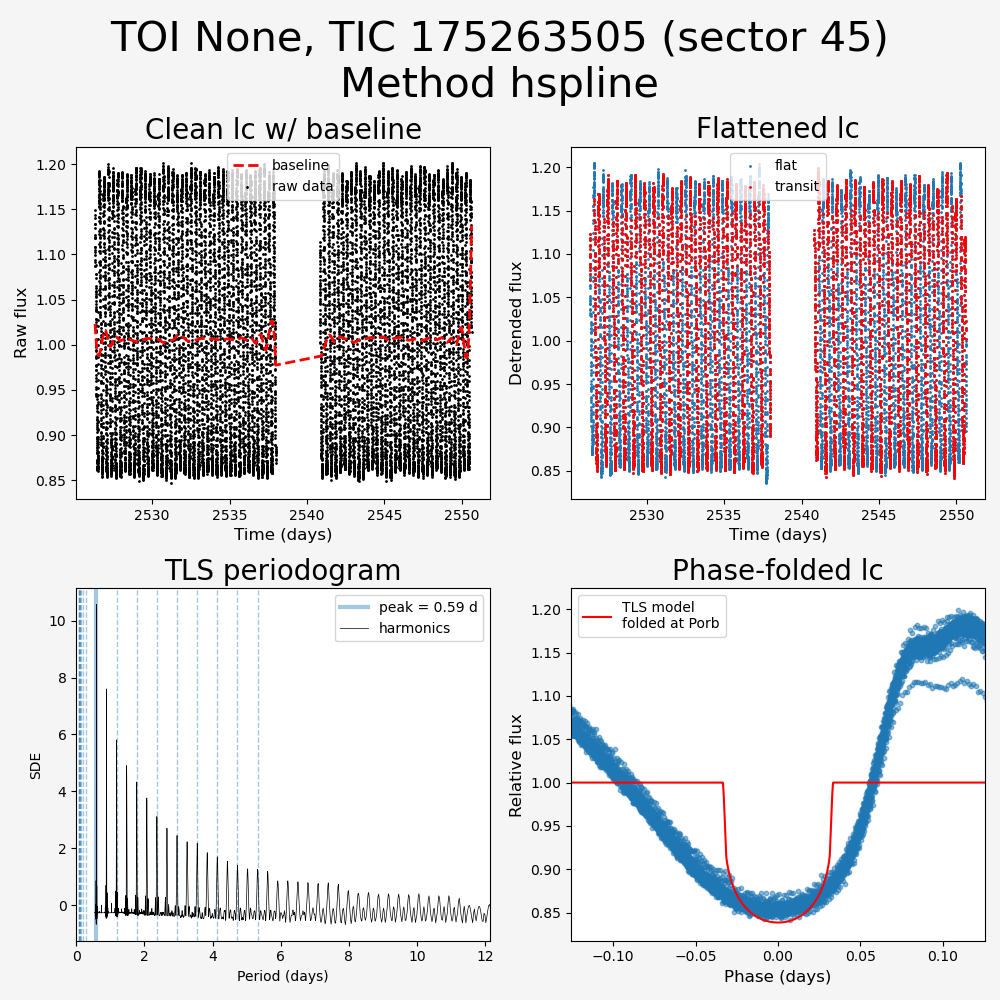 TOI None, TIC 175263505 (sector 45)
Method hspline
Clean lc w/ baseline
Raw flux
1.20
1.15
1.10
1.05
1.00
0.95
0.90
0.85
baseline
raw data
2530
2535
2540
2545
2550
Time (days)
Flattened lc
Detrended flux
1.20
1.15
1.10
1.05
1.00
0.95
0.90
0.85
flat
transit
2530
2535
2540
2545
2550
Time (days)
TLS periodogram
SDE
10
8
6
4
2
0
peak = 0.59 d
harmonics
0
2
4
6
8
10
12
Period (days)
Phase-folded lc
Relative flux
1.20
1.15
1.10
1.05
1.00
0.95
0.90
0.85
TLS model
folded at Porb
−0.10
−0.05
0.00
0.05
0.10
Phase (days)